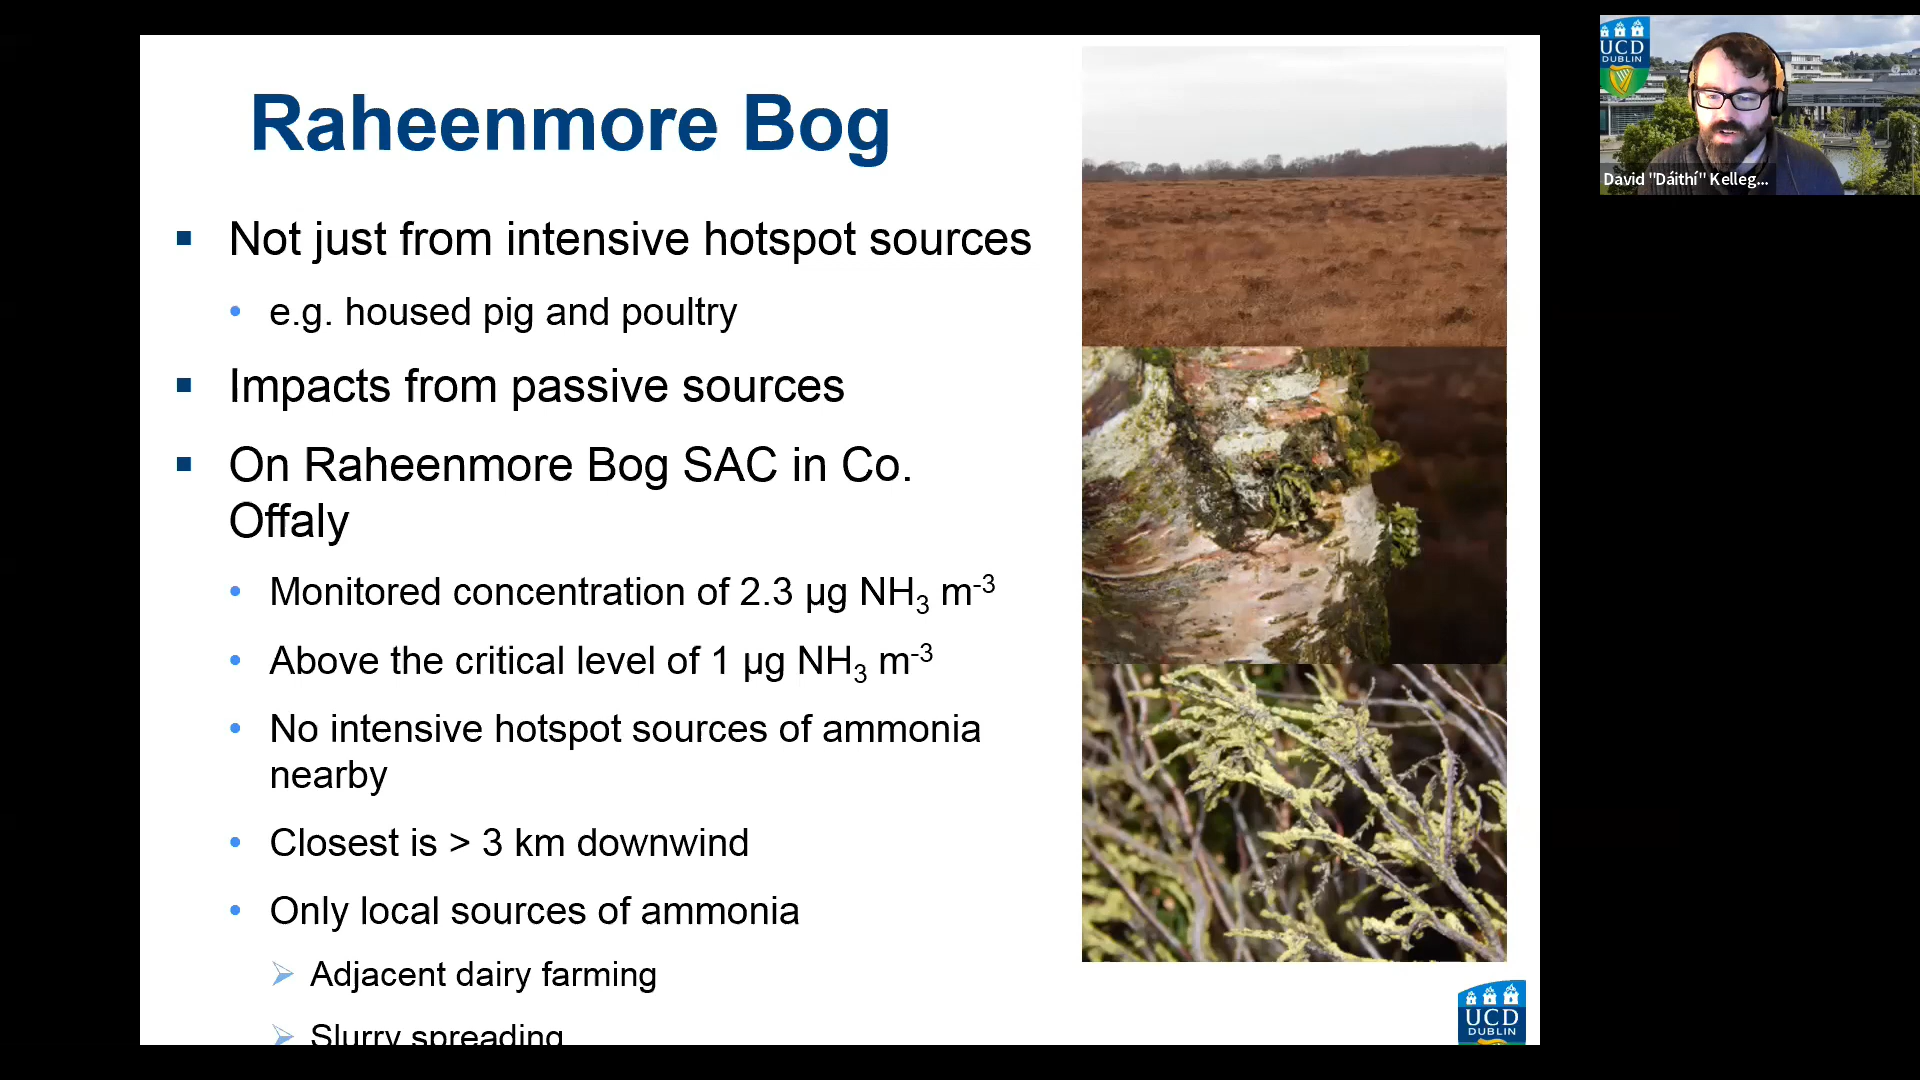 Raheenmore Bog
Not just from intensive hotspot sources
e.g. housed pig and poultry
Impacts from passive sources
On Raheenmore Bog SAC in Co.
Offaly
Monitored concentration of 2.3 µg NH₃ m⁻³
Above the critical level of 1 µg NH₃ m⁻³
No intensive hotspot sources of ammonia
nearby
Closest is > 3 km downwind
Only local sources of ammonia
Adjacent dairy farming
Slurry spreading
UCD
DUBLIN
UCD
DUBLIN
David "Dáithí" Kelleg...